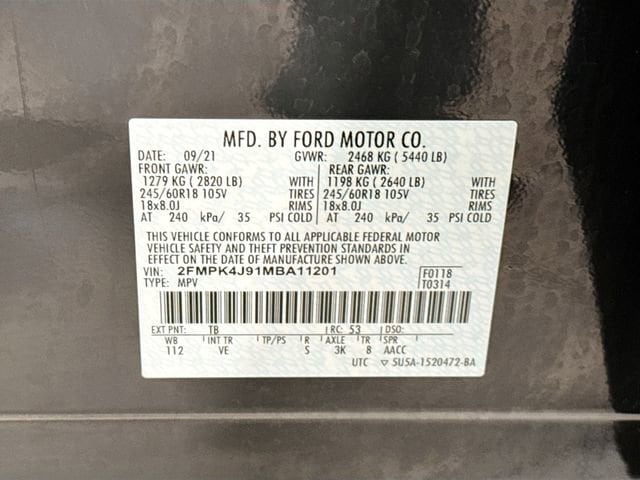 MFD. BY FORD MOTOR CO.
DATE: 09/21 GVWR: 2468 KG ( 5440 LB)
FRONT GAWR: REAR GAWR:
1279 KG ( 2820 LB) WITH 1198 KG ( 2640 LB) WITH
245/60R18 105V TIRES 245/60R18 105V TIRES
18x8.0J RIMS 18x8.0J RIMS
AT 240 kPa/ 35 PSI COLD AT 240 kPa/ 35 PSI COLD
THIS VEHICLE CONFORMS TO ALL APPLICABLE FEDERAL MOTOR
VEHICLE SAFETY AND THEFT PREVENTION STANDARDS IN
EFFECT ON THE DATE OF MANUFACTURE SHOWN ABOVE.
VIN: 2FMPK4J91MBA11201 F0118
TYPE: MPV T0314
EXT PNT: TB RC: 53 DSO:
WB INT TR TP/PS R AXLE TR SPR
112 VE S 3K 8 AACC
UTC ▽ 5U5A-1520472-BA